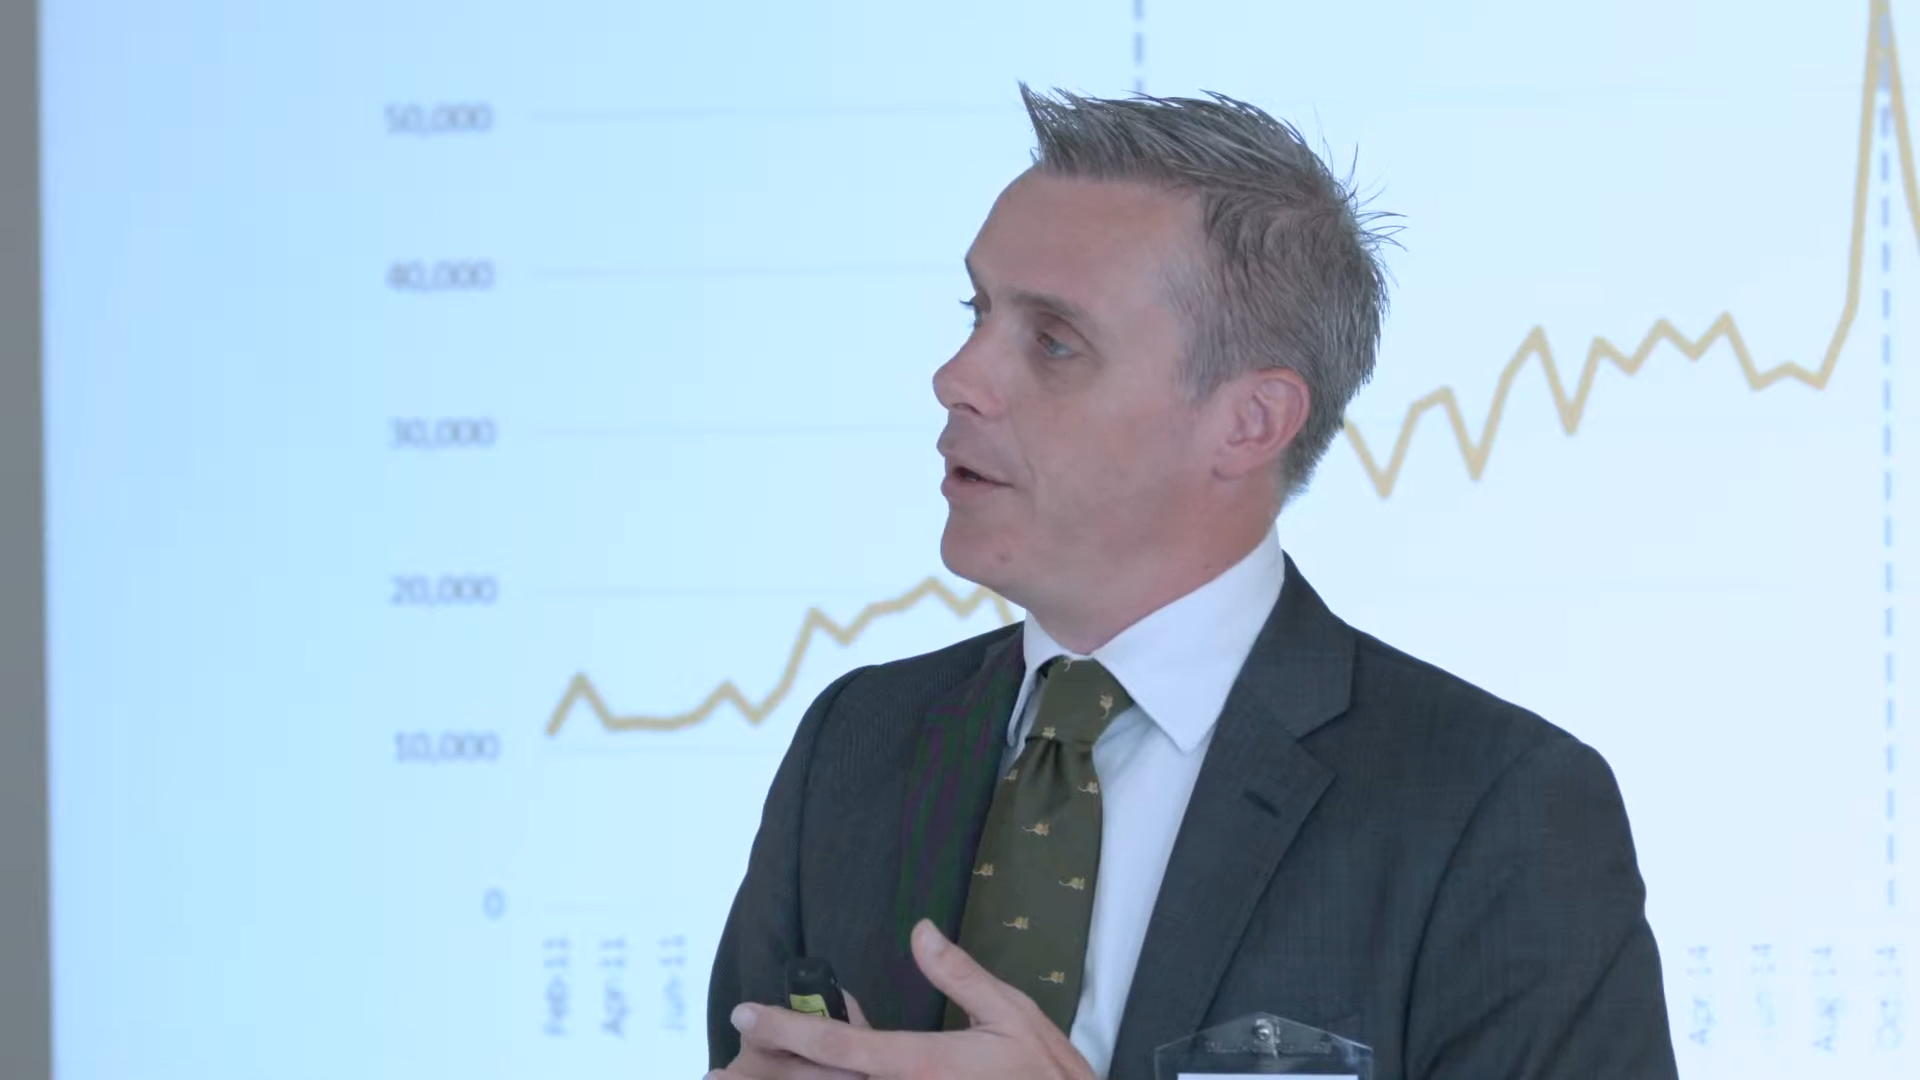 50,000
40,000
30,000
20,000
10,000
0
Feb-11
Apr-11
Jun-11
Apr 14
Jun 14
Aug 14
Oct 14